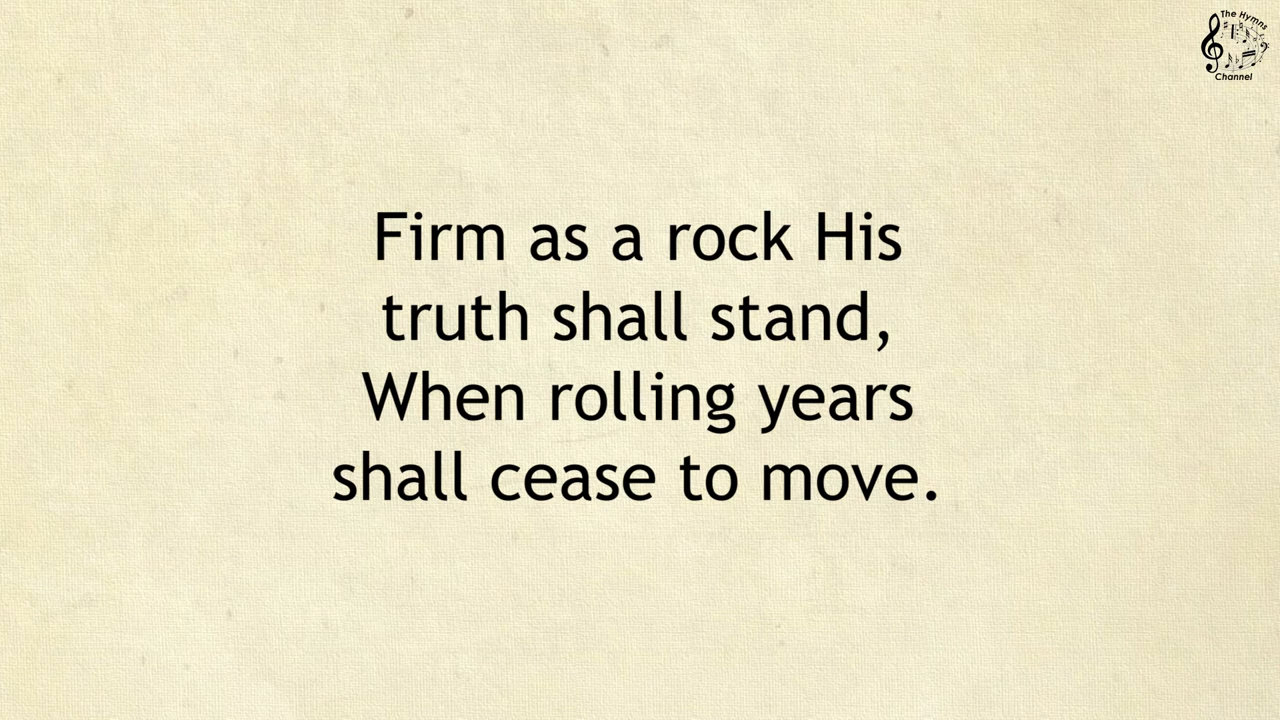 The Hymns
Channel
Firm as a rock His
truth shall stand,
When rolling years
shall cease to move.